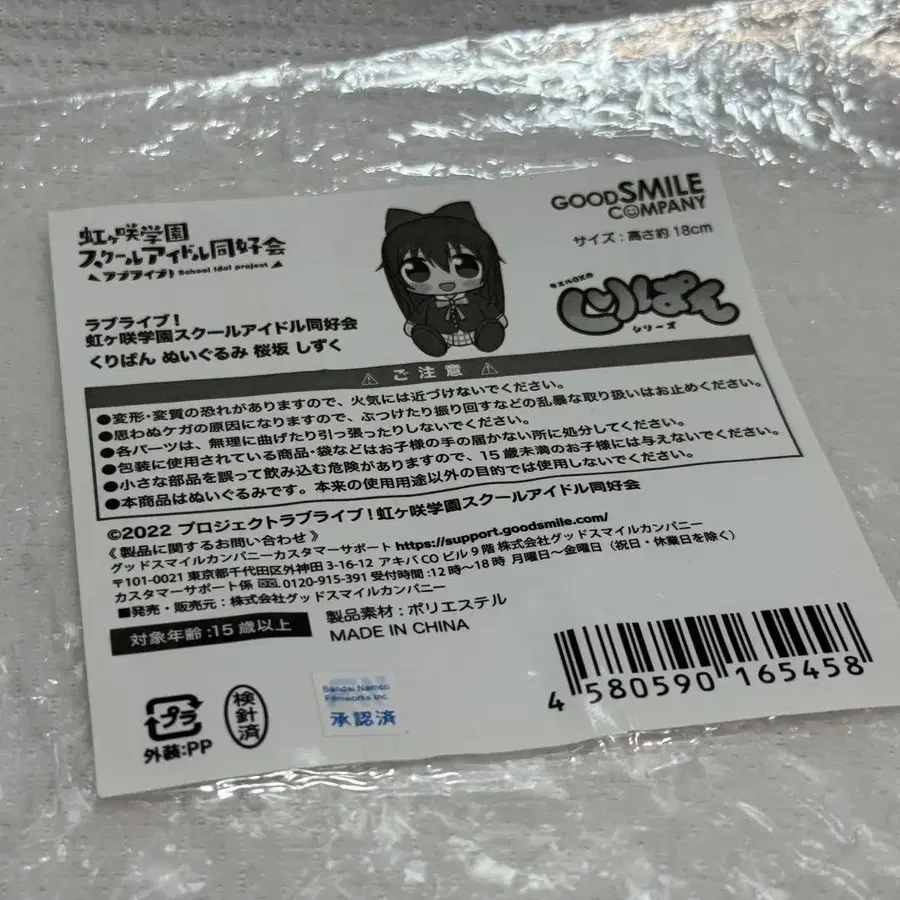 虹ヶ咲学園
スクールアイドル同好会
ラブライブ! School idol project
GOODSMILE
COMPANY
サイズ:高さ約18cm
くりぱん
シリーズ
ラブライブ!
虹ヶ咲学園スクールアイドル同好会
くりぱん ぬいぐるみ 桜坂 しずく
⚠ ご注意 ⚠
●変形・変質の恐れがありますので、火気には近づけないでください。
●思わぬケガの原因になりますので、ぶつけたり振り回すなどの乱暴な取り扱いはお止めください。
●各パーツは、無理に曲げたり引っ張ったりしないでください。
●包装に使用されている商品・袋などはお子様の手の届かない所に処分してください。
●小さな部品を誤って飲み込む危険がありますので、15歳未満のお子様には与えないでください。
●本商品はぬいぐるみです。本来の使用用途以外の目的では使用しないでください。
©2022 プロジェクトラブライブ!虹ヶ咲学園スクールアイドル同好会
《製品に関するお問い合わせ》
グッドスマイルカンパニーカスタマーサポート https://support.goodsmile.com/
〒101-0021 東京都千代田区外神田 3-16-12 アキバCOビル9階 株式会社グッドスマイルカンパニー
カスタマーサポート係 0120-915-391 受付時間:12時~18時 月曜日~金曜日(祝日・休業日を除く)
■発売・販売元:株式会社グッドスマイルカンパニー
対象年齢:15歳以上
製品素材:ポリエステル
MADE IN CHINA
プラ
外装:PP
検針済
Bandai Namco
Filmworks Inc.
承認済
4 580590 165458